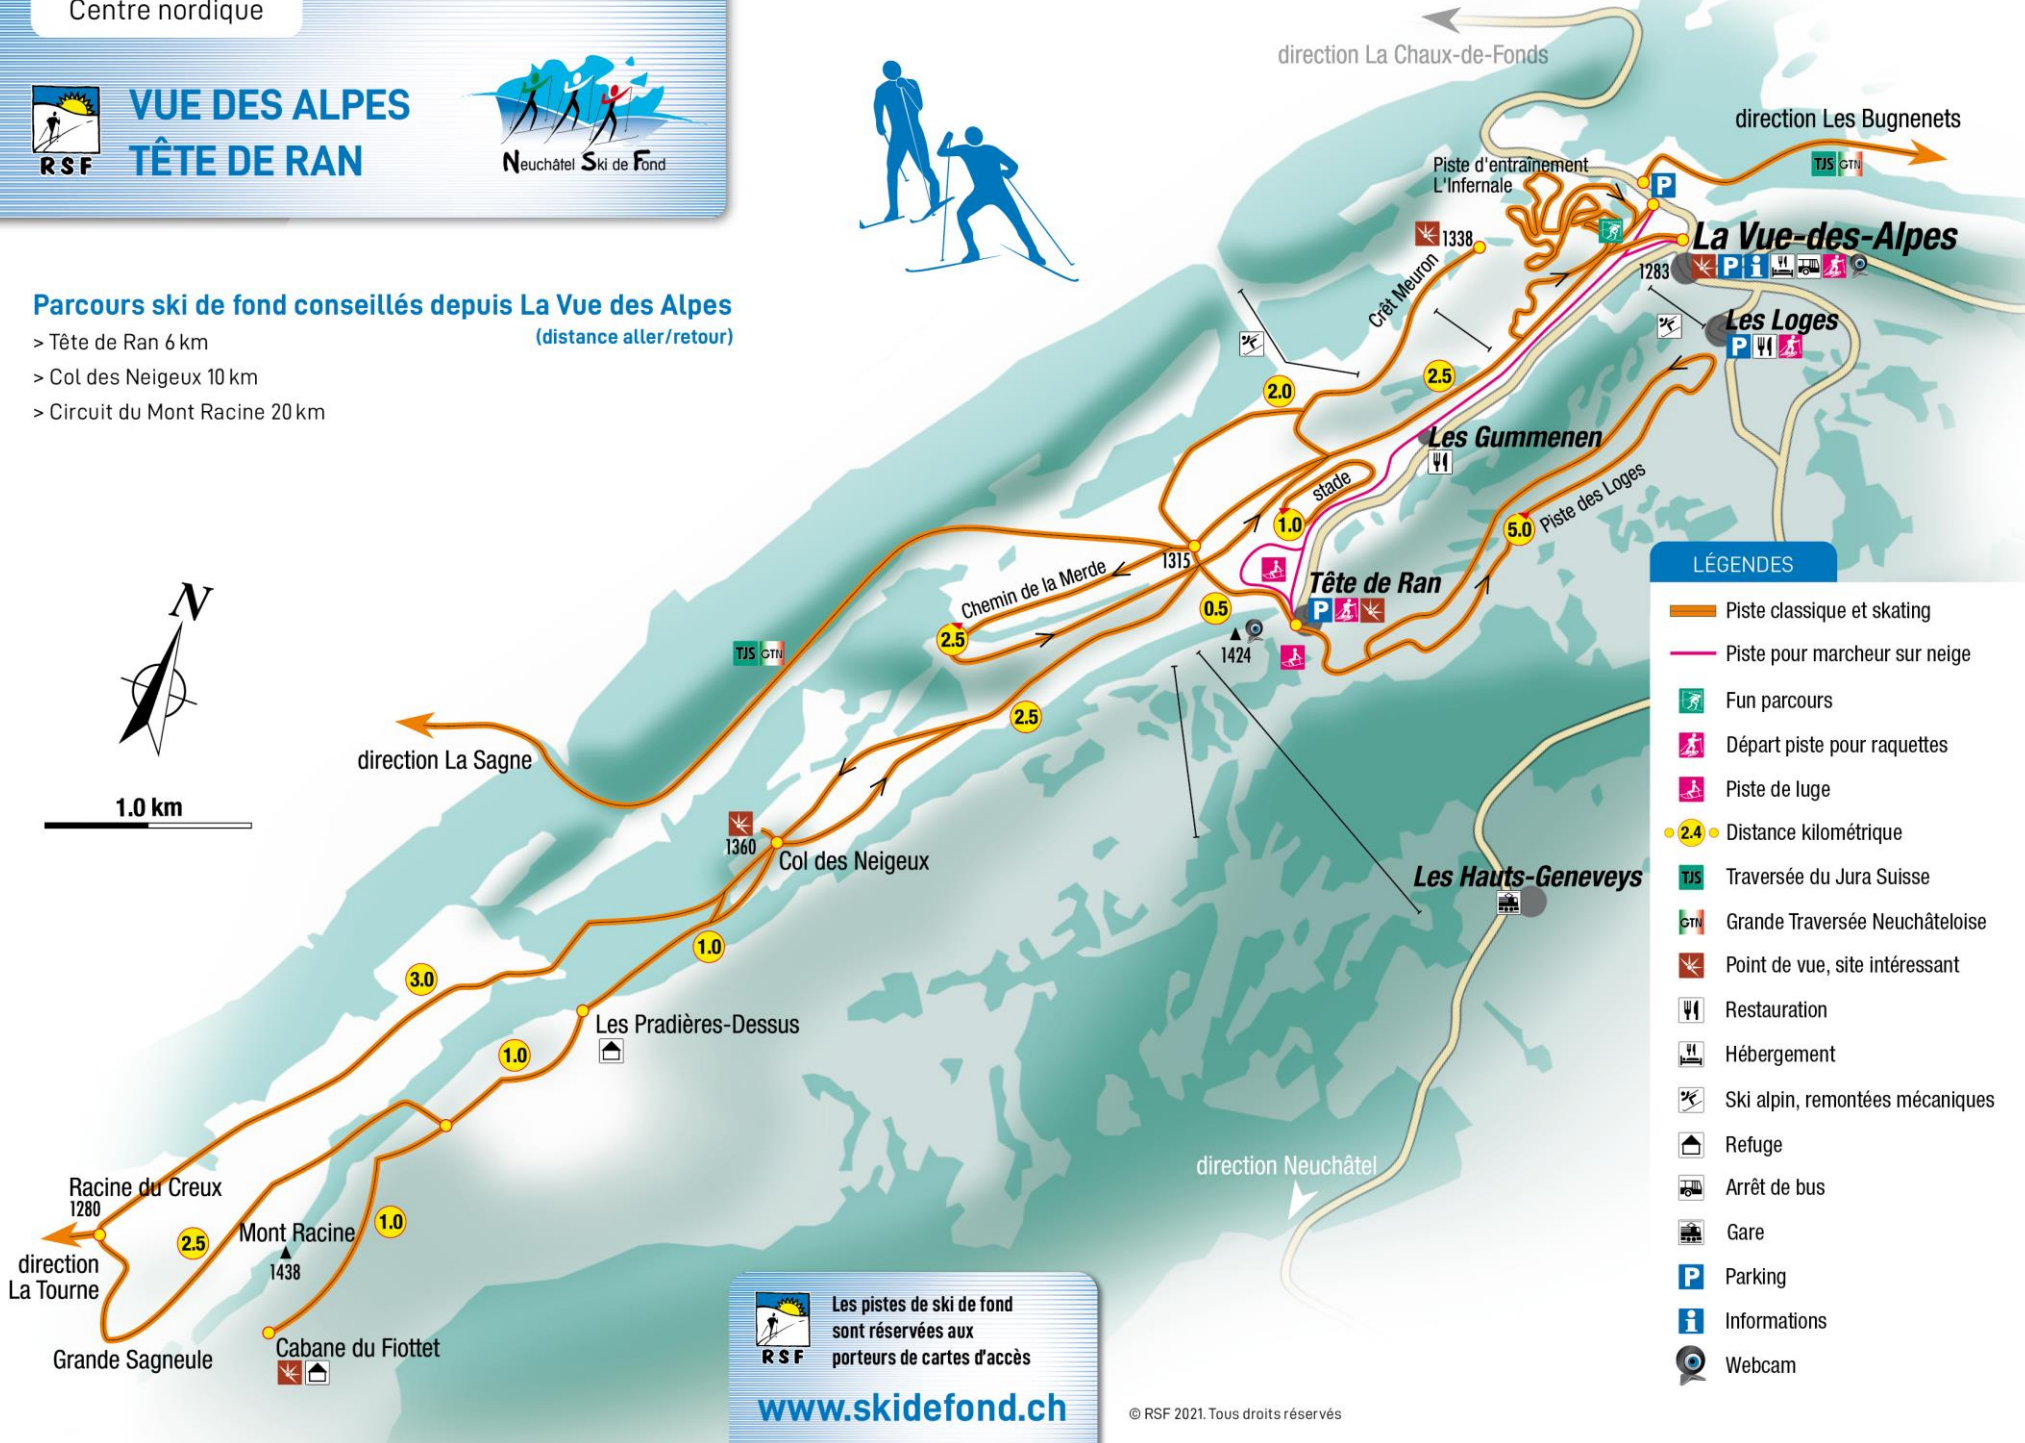 Centre nordique
VUE DES ALPES
TÊTE DE RAN
RSF
Neuchâtel Ski de Fond
Parcours ski de fond conseillés depuis La Vue des Alpes
(distance aller/retour)
> Tête de Ran 6 km
> Col des Neigeux 10 km
> Circuit du Mont Racine 20 km
direction La Chaux-de-Fonds
direction Les Bugnenets
TJS GTN
Piste d'entraînement
L'Infernale
P
1338
La Vue-des-Alpes
1283
P i
Crêt Meuron
Les Loges
P
2.0
2.5
Les Gummenen
stade
1.0
5.0
Piste des Loges
1315
Chemin de la Merde
Tête de Ran
P
0.5
2.5
1424
TJS GTN
2.5
direction La Sagne
N
1.0 km
1360
Col des Neigeux
Les Hauts-Geneveys
1.0
3.0
Les Pradières-Dessus
1.0
direction Neuchâtel
Racine du Creux
1280
1.0
Mont Racine
2.5
1438
direction
La Tourne
Cabane du Fiottet
Grande Sagneule
LÉGENDES
Piste classique et skating
Piste pour marcheur sur neige
Fun parcours
Départ piste pour raquettes
Piste de luge
2.4 Distance kilométrique
TJS Traversée du Jura Suisse
GTN Grande Traversée Neuchâteloise
Point de vue, site intéressant
Restauration
Hébergement
Ski alpin, remontées mécaniques
Refuge
Arrêt de bus
Gare
P Parking
i Informations
Webcam
RSF
Les pistes de ski de fond
sont réservées aux
porteurs de cartes d'accès
www.skidefond.ch
© RSF 2021. Tous droits réservés